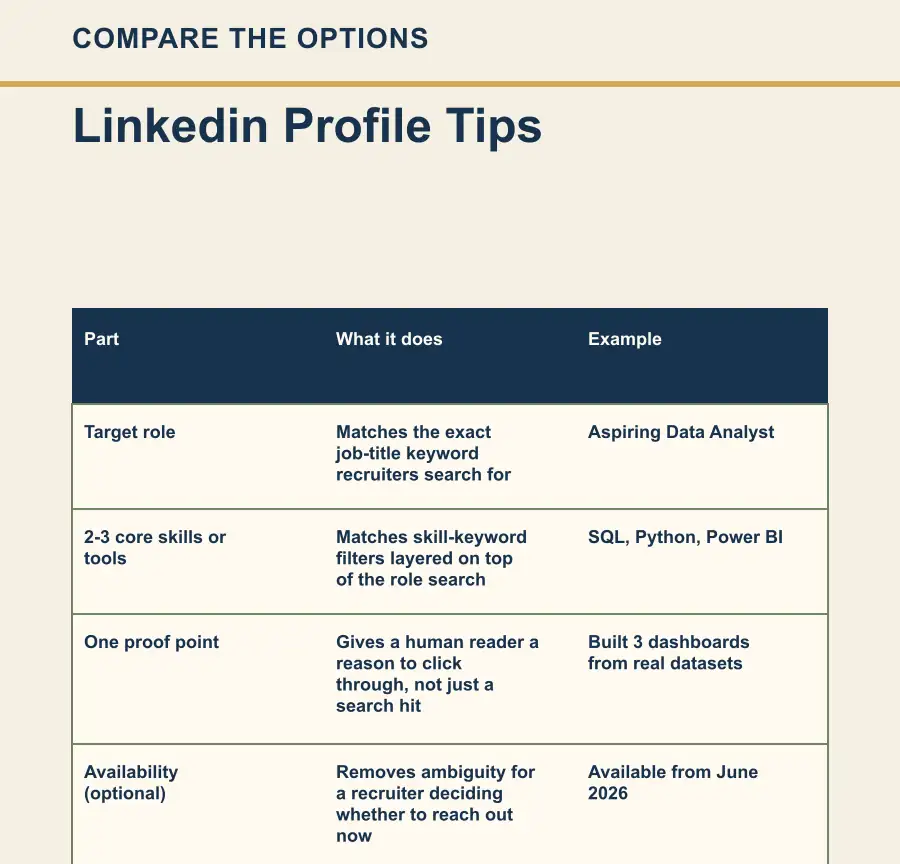 COMPARE THE OPTIONS
Linkedin Profile Tips
Part
What it does
Example
Target role
Matches the exact
job-title keyword
recruiters search for
Aspiring Data Analyst
2-3 core skills or
tools
Matches skill-keyword
filters layered on top
of the role search
SQL, Python, Power BI
One proof point
Gives a human reader a
reason to click
through, not just a
search hit
Built 3 dashboards
from real datasets
Availability
(optional)
Removes ambiguity for
a recruiter deciding
whether to reach out
now
Available from June
2026